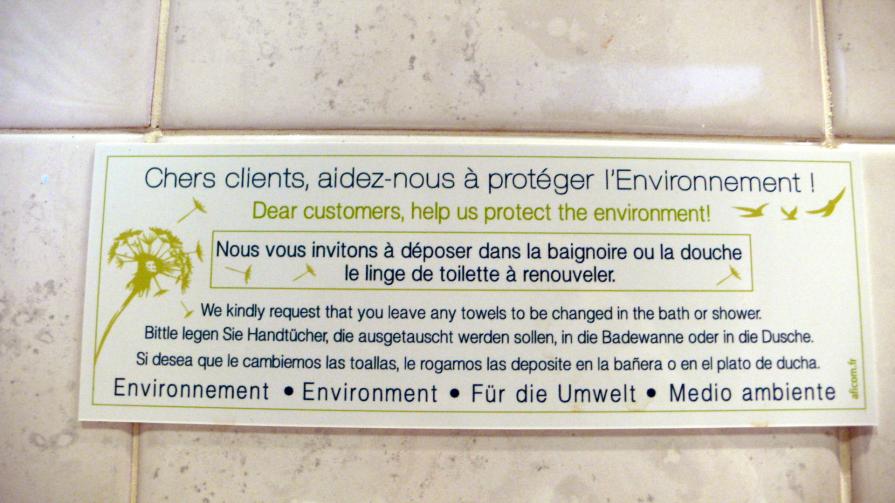 Chers clients, aidez-nous à protéger l'Environnement !
Dear customers, help us protect the environment!
Nous vous invitons à déposer dans la baignoire ou la douche
le linge de toilette à renouveler.
We kindly request that you leave any towels to be changed in the bath or shower.
Bittle legen Sie Handtücher, die ausgetauscht werden sollen, in die Badewanne oder in die Dusche.
Si desea que le cambiemos las toallas, le rogamos las deposite en la bañera o en el plato de ducha.
Environnement • Environment • Für die Umwelt • Medio ambiente
aficom.fr